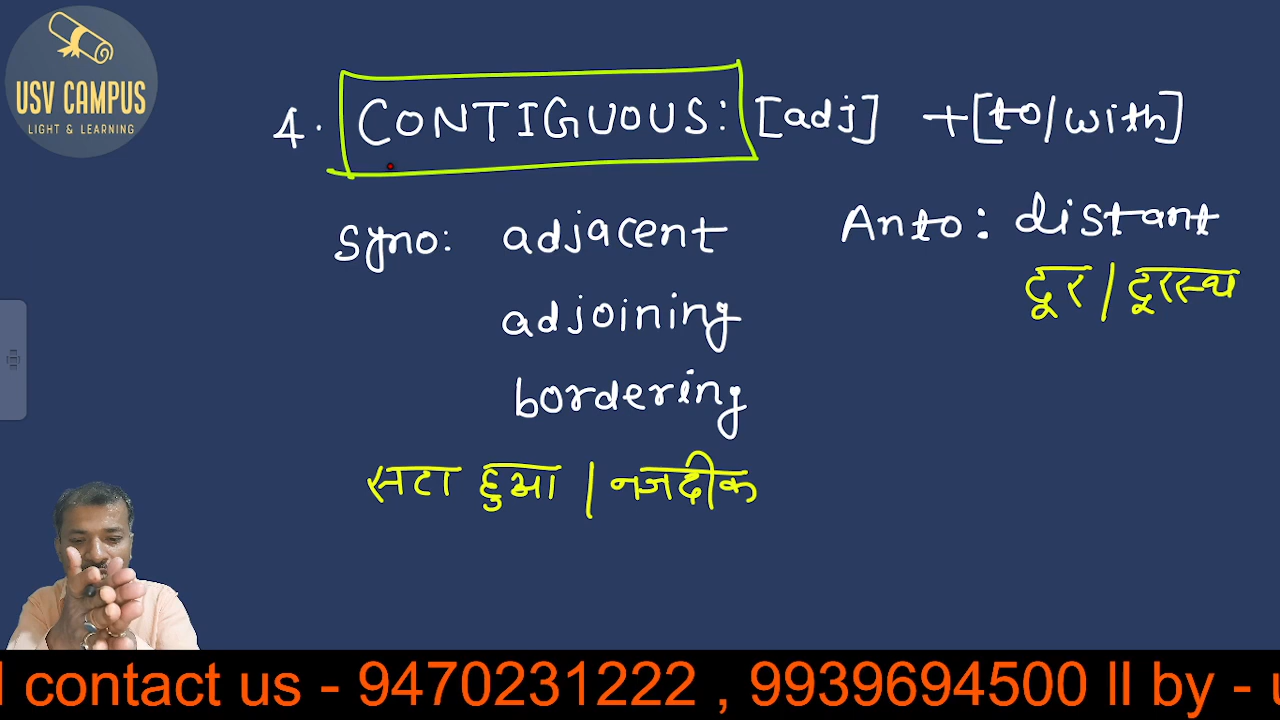 USV CAMPUS
LIGHT & LEARNING
4. CONTIGUOUS: [adj] +[to/with]
Syno: adjacent
Anto: distant
दूर / दूरस्थ
adjoining
bordering
सटा हुआ / नजदीक
contact us - 9470231222 , 9939694500 ll by -